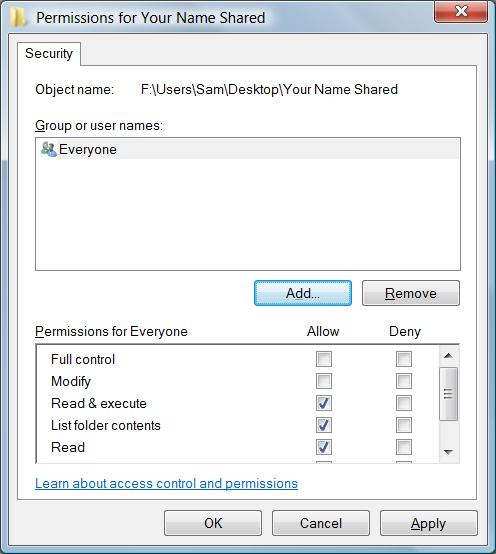 Permissions for Your Name Shared
Security
Object name: F:\Users\Sam\Desktop\Your Name Shared
Group or user names:
Everyone
Add... Remove
Permissions for Everyone Allow Deny
Full control
Modify
Read & execute
List folder contents
Read
Learn about access control and permissions
OK Cancel Apply